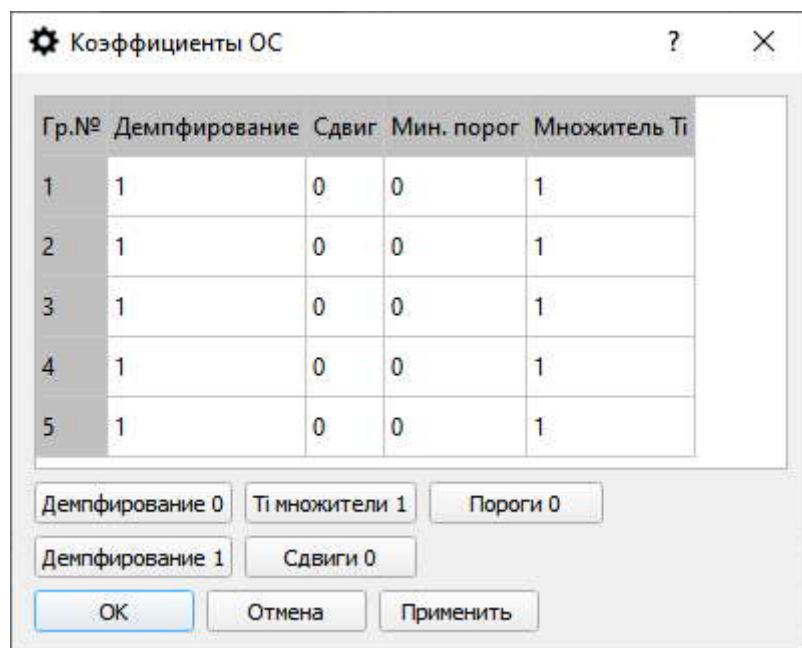 Коэффициенты ОС ?
Гр.№ Демпфирование Сдвиг Мин. порог Множитель Ti
1 1 0 0 1
2 1 0 0 1
3 1 0 0 1
4 1 0 0 1
5 1 0 0 1
Демпфирование 0 Ti множители 1 Пороги 0
Демпфирование 1 Сдвиги 0
OK Отмена Применить